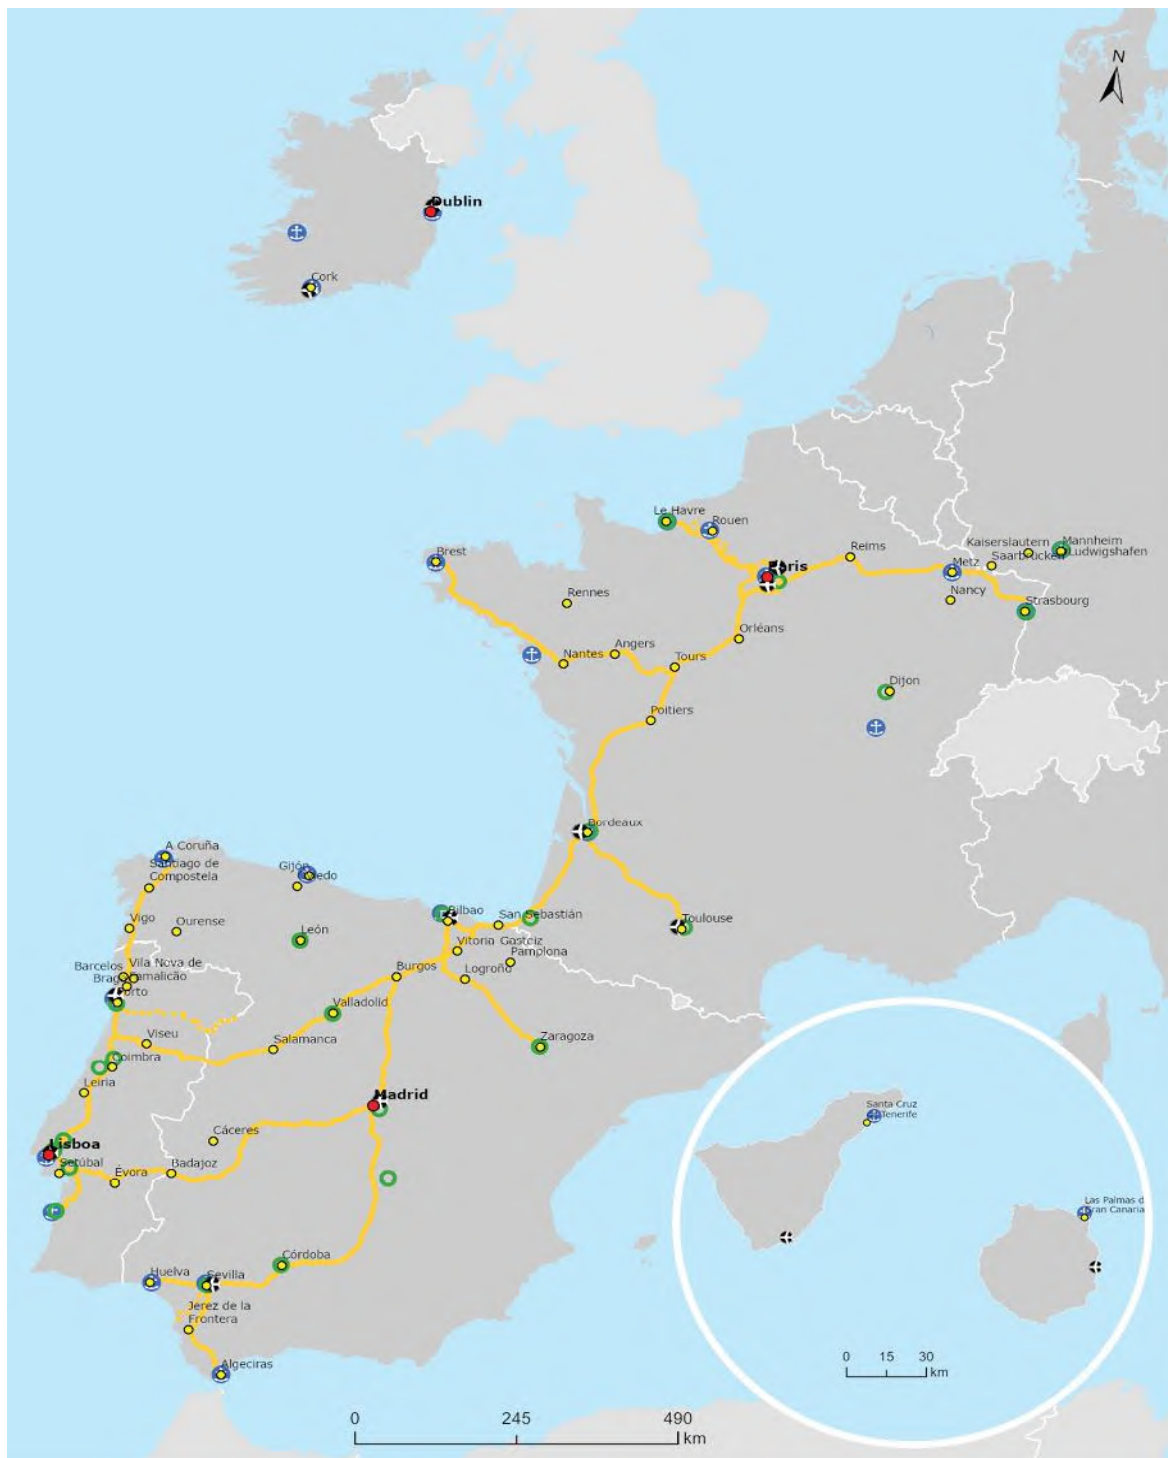 N
Dublin
Cork
Le Havre
Rouen
Brest
Paris
Reims
Kaiserslautern
Mannheim
Ludwigshafen
Saarbrücken
Metz
Nancy
Strasbourg
Rennes
Orléans
Angers
Nantes
Tours
Dijon
Poitiers
Bordeaux
Toulouse
A Coruña
Santiago de
Compostela
Gijón
Vigo
Ourense
León
Bilbao
San Sebastián
Vitoria Gasteiz
Pamplona
Logroño
Burgos
Barcelos
Vila Nova de
Famalicão
Porto
Valladolid
Viseu
Salamanca
Zaragoza
Coimbra
Leiria
Madrid
Cáceres
Lisboa
Setúbal
Évora
Badajoz
Córdoba
Huelva
Sevilla
Jerez de la
Frontera
Algeciras
Santa Cruz
Tenerife
Las Palmas d
Gran Canaria
0 15 30
km
0 245 490
km